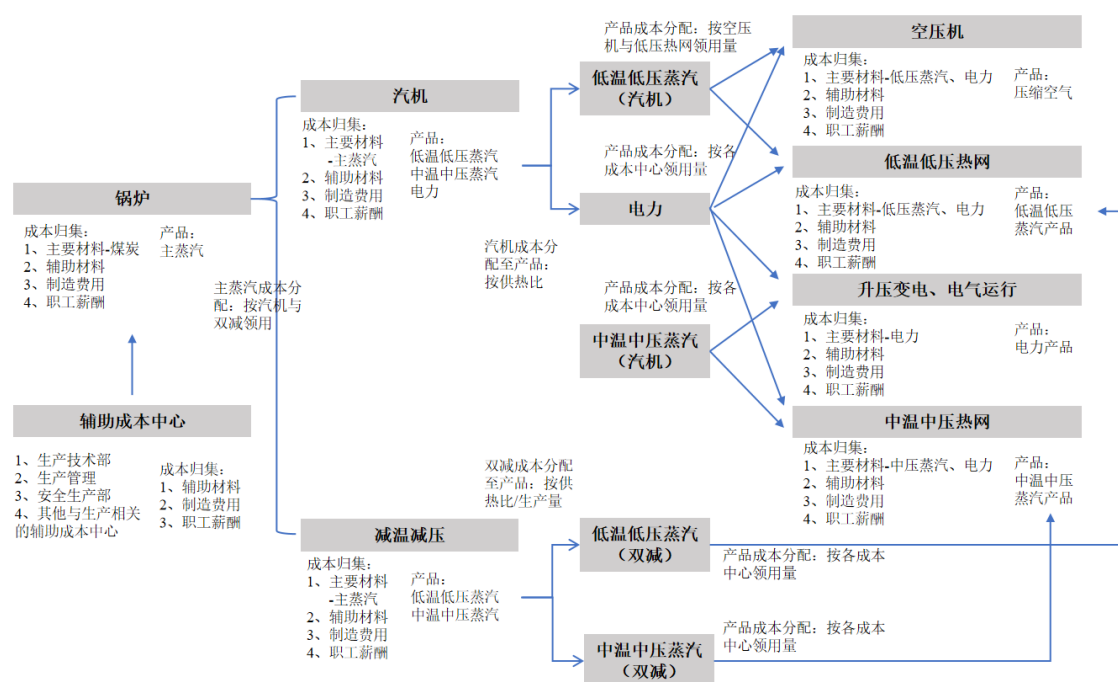 锅炉
成本归集：
1、主要材料-煤炭
2、辅助材料
3、制造费用
4、职工薪酬
产品：
主蒸汽
主蒸汽成本分
配：按汽机与
双减领用
辅助成本中心
1、生产技术部
2、生产管理
3、安全生产部
4、其他与生产相关
的辅助成本中心
成本归集：
1、辅助材料
2、制造费用
3、职工薪酬
汽机
成本归集：
1、主要材料
-主蒸汽
2、辅助材料
3、制造费用
4、职工薪酬
产品：
低温低压蒸汽
中温中压蒸汽
电力
汽机成本分
配至产品：
按供热比
减温减压
成本归集：
1、主要材料
-主蒸汽
2、辅助材料
3、制造费用
4、职工薪酬
产品：
低温低压蒸汽
中温中压蒸汽
双减成本分配
至产品：按供
热比/生产量
产品成本分配：按空压
机与低压热网领用量
低温低压蒸汽
（汽机）
产品成本分配：按各
成本中心领用量
电力
产品成本分配：按各
成本中心领用量
中温中压蒸汽
（汽机）
低温低压蒸汽
（双减）
产品成本分配：按各成本
中心领用量
中温中压蒸汽
（双减）
产品成本分配：按各成本
中心领用量
空压机
成本归集：
1、主要材料-低压蒸汽、电力
2、辅助材料
3、制造费用
4、职工薪酬
产品：
压缩空气
低温低压热网
成本归集：
1、主要材料-低压蒸汽、电力
2、辅助材料
3、制造费用
4、职工薪酬
产品：
低温低压
蒸汽产品
升压变电、电气运行
成本归集：
1、主要材料-电力
2、辅助材料
3、制造费用
4、职工薪酬
产品：
电力产品
中温中压热网
成本归集：
1、主要材料-中压蒸汽、电力
2、辅助材料
3、制造费用
4、职工薪酬
产品：
中温中压
蒸汽产品